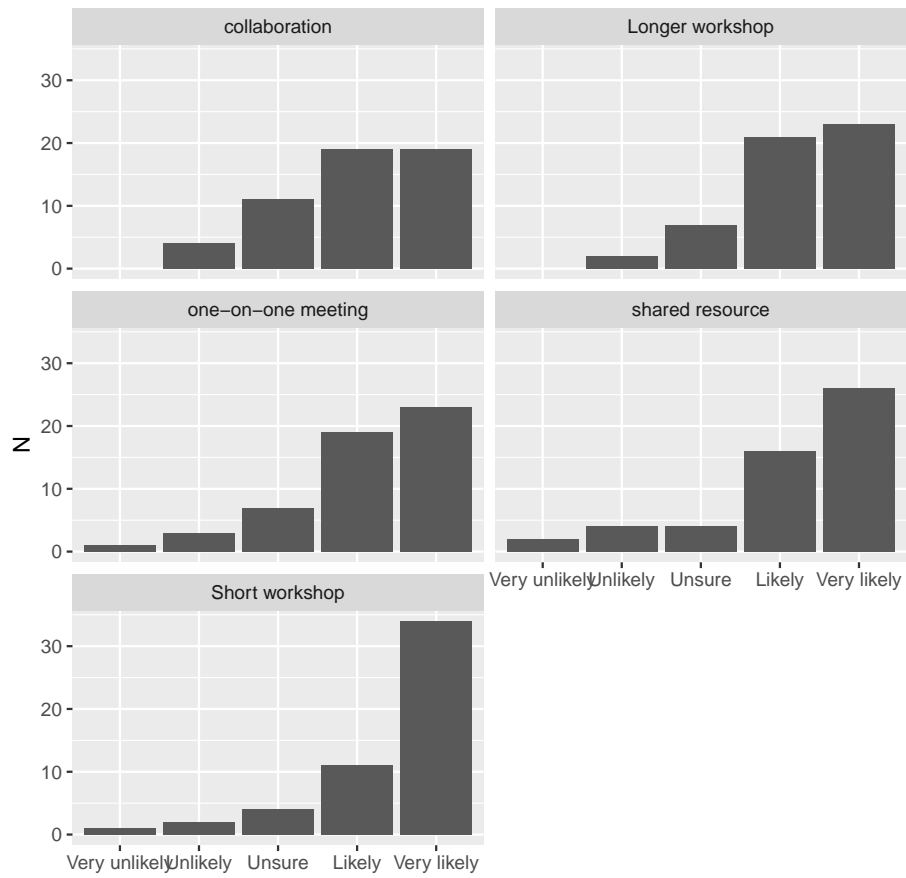 collaboration
Longer workshop
30
20
10
0
one−on−one meeting
shared resource
30
20
10
0
N
Very unlikely Unlikely Unsure Likely Very likely
Short workshop
30
20
10
0
Very unlikely Unlikely Unsure Likely Very likely